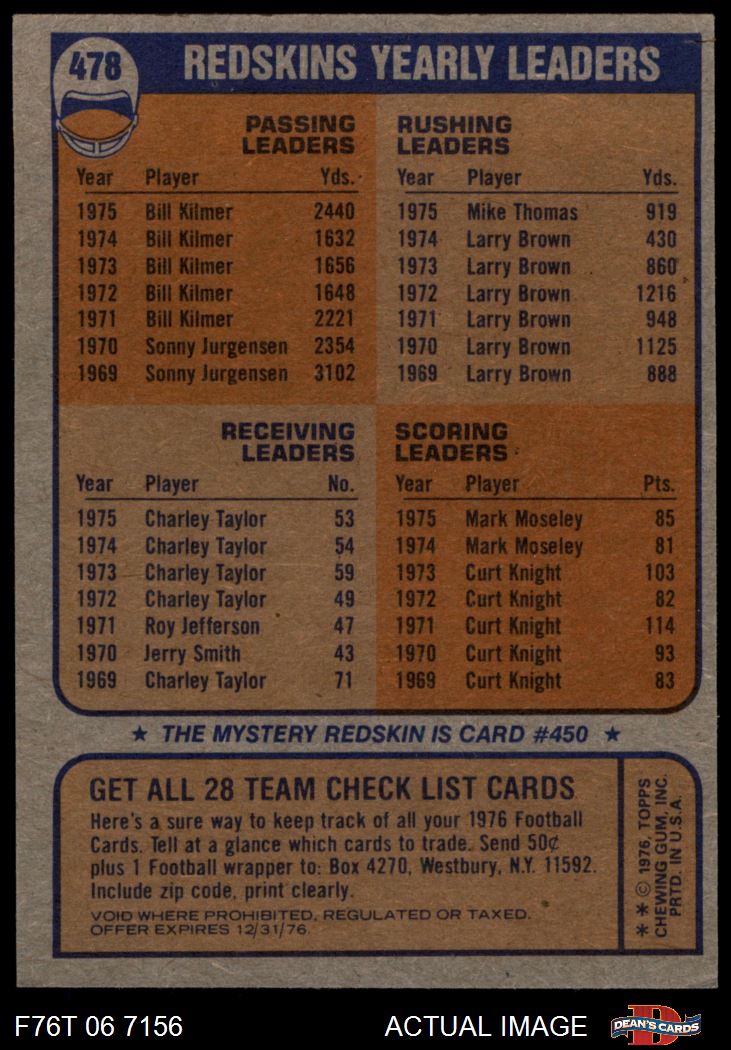 478
REDSKINS YEARLY LEADERS
PASSING
LEADERS
Year Player Yds.
1975 Bill Kilmer 2440
1974 Bill Kilmer 1632
1973 Bill Kilmer 1656
1972 Bill Kilmer 1648
1971 Bill Kilmer 2221
1970 Sonny Jurgensen 2354
1969 Sonny Jurgensen 3102
RUSHING
LEADERS
Year Player Yds.
1975 Mike Thomas 919
1974 Larry Brown 430
1973 Larry Brown 860
1972 Larry Brown 1216
1971 Larry Brown 948
1970 Larry Brown 1125
1969 Larry Brown 888
RECEIVING
LEADERS
Year Player No.
1975 Charley Taylor 53
1974 Charley Taylor 54
1973 Charley Taylor 59
1972 Charley Taylor 49
1971 Roy Jefferson 47
1970 Jerry Smith 43
1969 Charley Taylor 71
SCORING
LEADERS
Year Player Pts.
1975 Mark Moseley 85
1974 Mark Moseley 81
1973 Curt Knight 103
1972 Curt Knight 82
1971 Curt Knight 114
1970 Curt Knight 93
1969 Curt Knight 83
★ THE MYSTERY REDSKIN IS CARD #450 ★
GET ALL 28 TEAM CHECK LIST CARDS
Here's a sure way to keep track of all your 1976 Football
Cards. Tell at a glance which cards to trade. Send 50¢
plus 1 Football wrapper to: Box 4270, Westbury, N.Y. 11592.
Include zip code, print clearly.
VOID WHERE PROHIBITED, REGULATED OR TAXED.
OFFER EXPIRES 12/31/76.
* * © 1976, TOPPS
CHEWING GUM, INC.
PRTD. IN U.S.A.
F76T 06 7156
ACTUAL IMAGE
D
DEAN'S CARDS